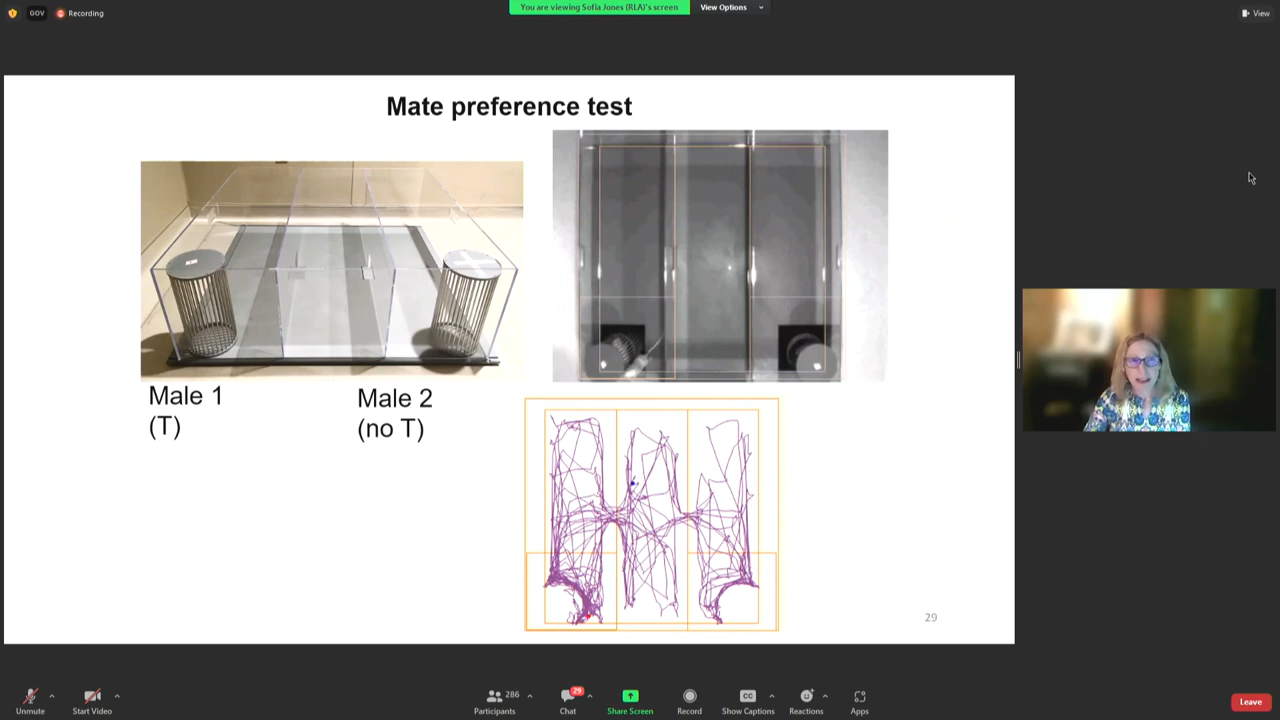 GOV
Recording
You are viewing Sofia Jones (RLA)'s screen
View Options
View
Mate preference test
Male 1
(T)
Male 2
(no T)
29
Unmute
Start Video
286
Participants
29
Chat
Share Screen
Record
CC
Show Captions
Reactions
Apps
Leave